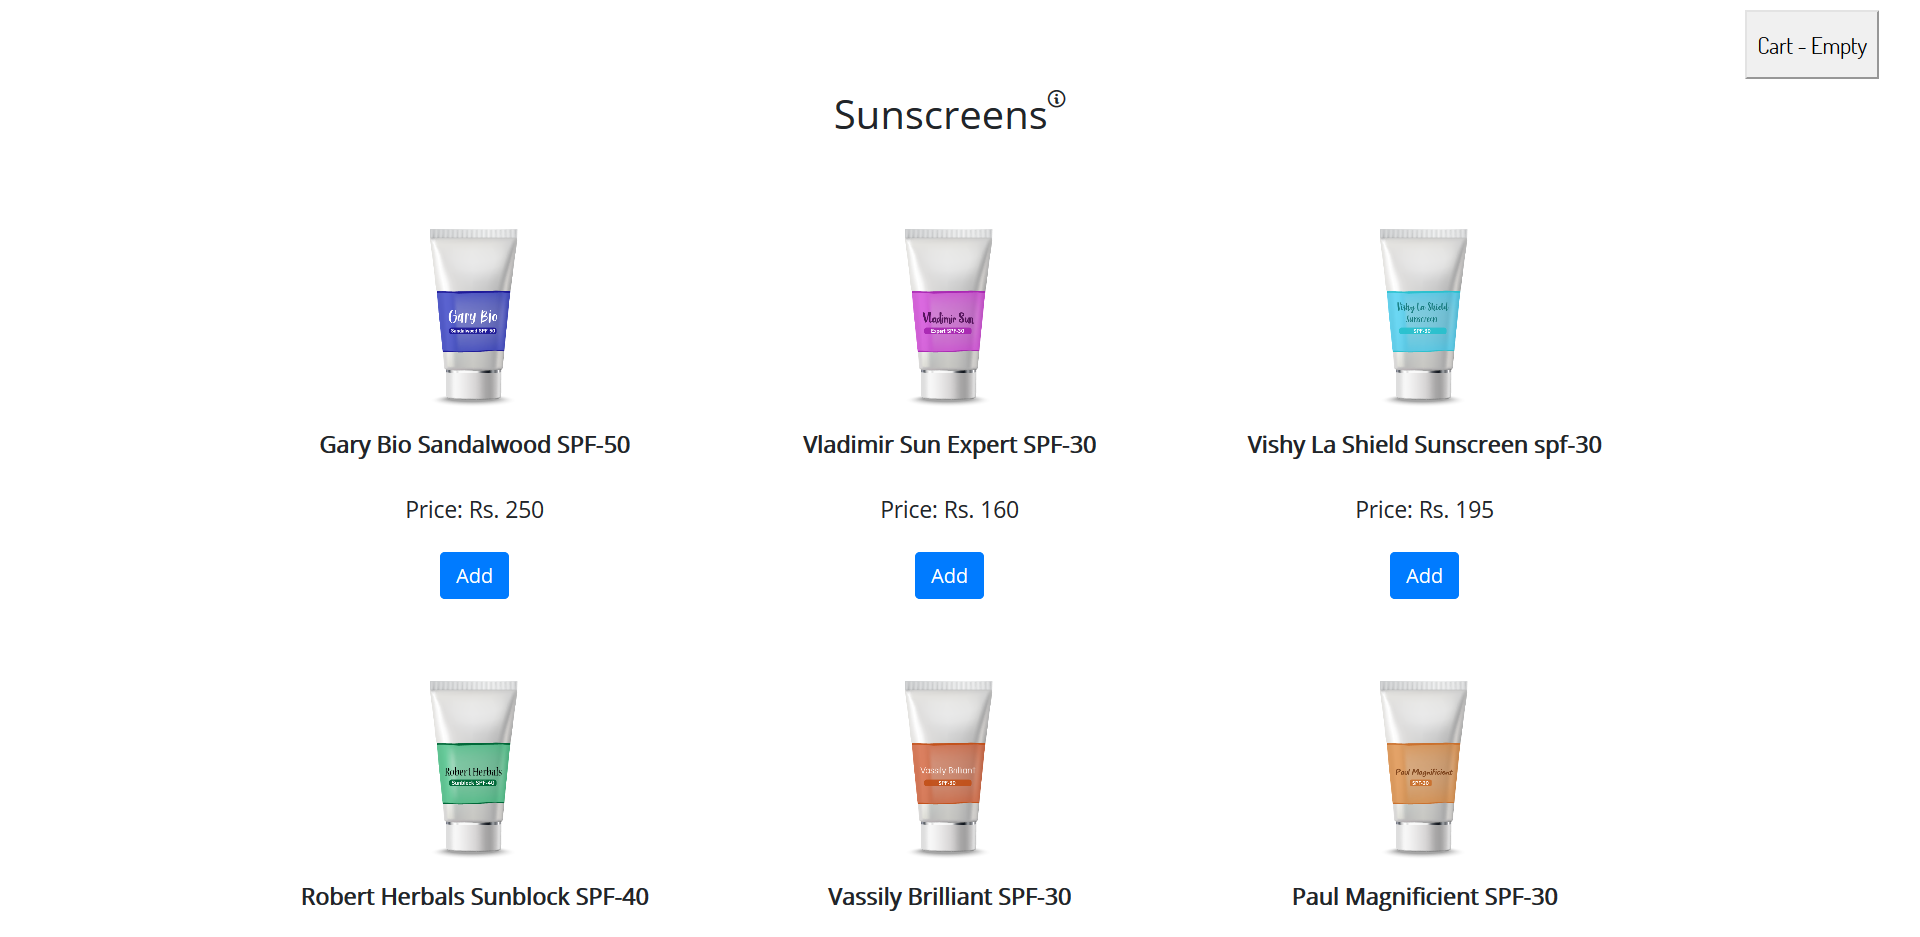 Cart - Empty
Sunscreens
Gary Bio
Sandalwood SPF-50
Vladimir Sun
Expert SPF-30
Vishy La Shield
Sunscreen
SPF-30
Gary Bio Sandalwood SPF-50
Vladimir Sun Expert SPF-30
Vishy La Shield Sunscreen spf-30
Price: Rs. 250
Price: Rs. 160
Price: Rs. 195
Add
Add
Add
Robert Herbals
Sunblock SPF-40
Vassily Brilliant
SPF-30
Paul Magnificient
SPF-30
Robert Herbals Sunblock SPF-40
Vassily Brilliant SPF-30
Paul Magnificient SPF-30